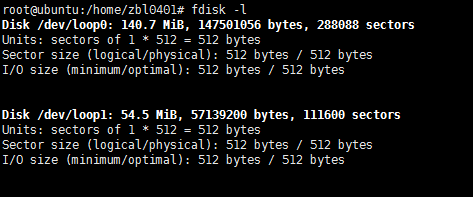 root@ubuntu:/home/zbl0401# fdisk -l
Disk /dev/loop0: 140.7 MiB, 147501056 bytes, 288088 sectors
Units: sectors of 1 * 512 = 512 bytes
Sector size (logical/physical): 512 bytes / 512 bytes
I/O size (minimum/optimal): 512 bytes / 512 bytes
Disk /dev/loop1: 54.5 MiB, 57139200 bytes, 111600 sectors
Units: sectors of 1 * 512 = 512 bytes
Sector size (logical/physical): 512 bytes / 512 bytes
I/O size (minimum/optimal): 512 bytes / 512 bytes